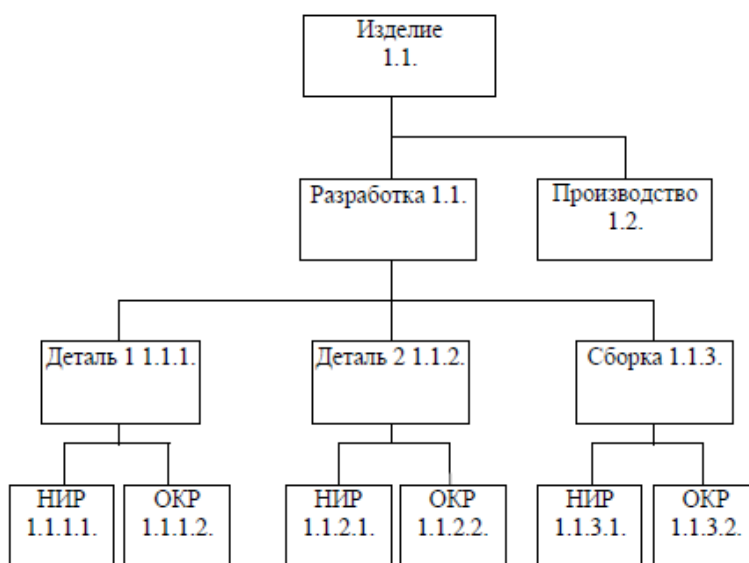 Изделие
1.1.
Разработка 1.1.
Производство
1.2.
Деталь 1 1.1.1.
Деталь 2 1.1.2.
Сборка 1.1.3.
НИР
1.1.1.1.
ОКР
1.1.1.2.
НИР
1.1.2.1.
ОКР
1.1.2.2.
НИР
1.1.3.1.
ОКР
1.1.3.2.